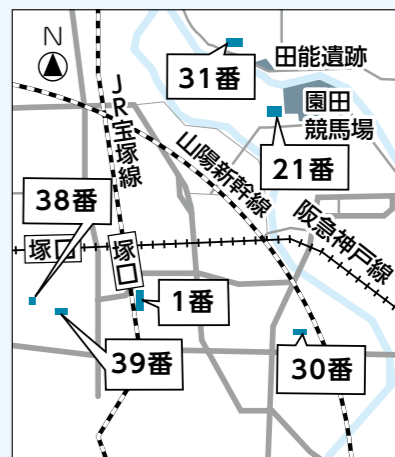 N
31番
田能遺跡
園田
競馬場
21番
JR宝塚線
山陽新幹線
阪急神戸線
38番
塚口
塚口
1番
39番
30番